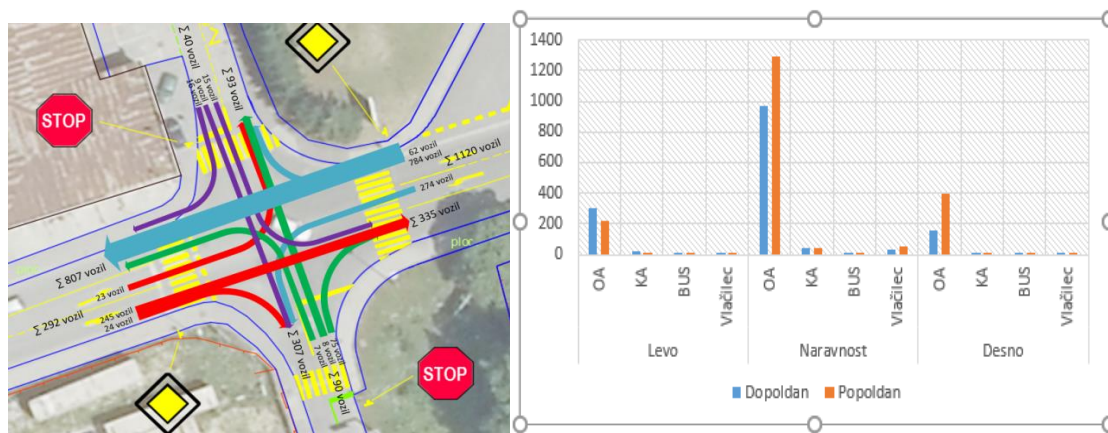 Σ 40 vozil
15 vozil
9 vozil
16 vozil
Σ 93 vozil
STOP
62 vozil
784 vozil
Σ 1120 vozil
274 vozil
Σ 335 vozil
ploc
Σ 807 vozil
23 vozil
Σ 292 vozil
245 vozil
24 vozil
Σ 307 vozil
7 vozil
8 vozil
75 vozil
Σ 90 vozil
STOP
1400
1200
1000
800
600
400
200
0
OA
KA
BUS
Vlačilec
OA
KA
BUS
Vlačilec
OA
KA
BUS
Vlačilec
Levo
Naravnost
Desno
Dopoldan
Popoldan